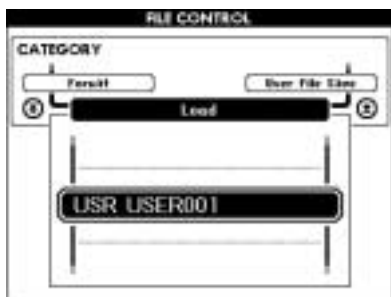 FILE CONTROL
CATEGORY
Format
User File Save
Load
USR USER001